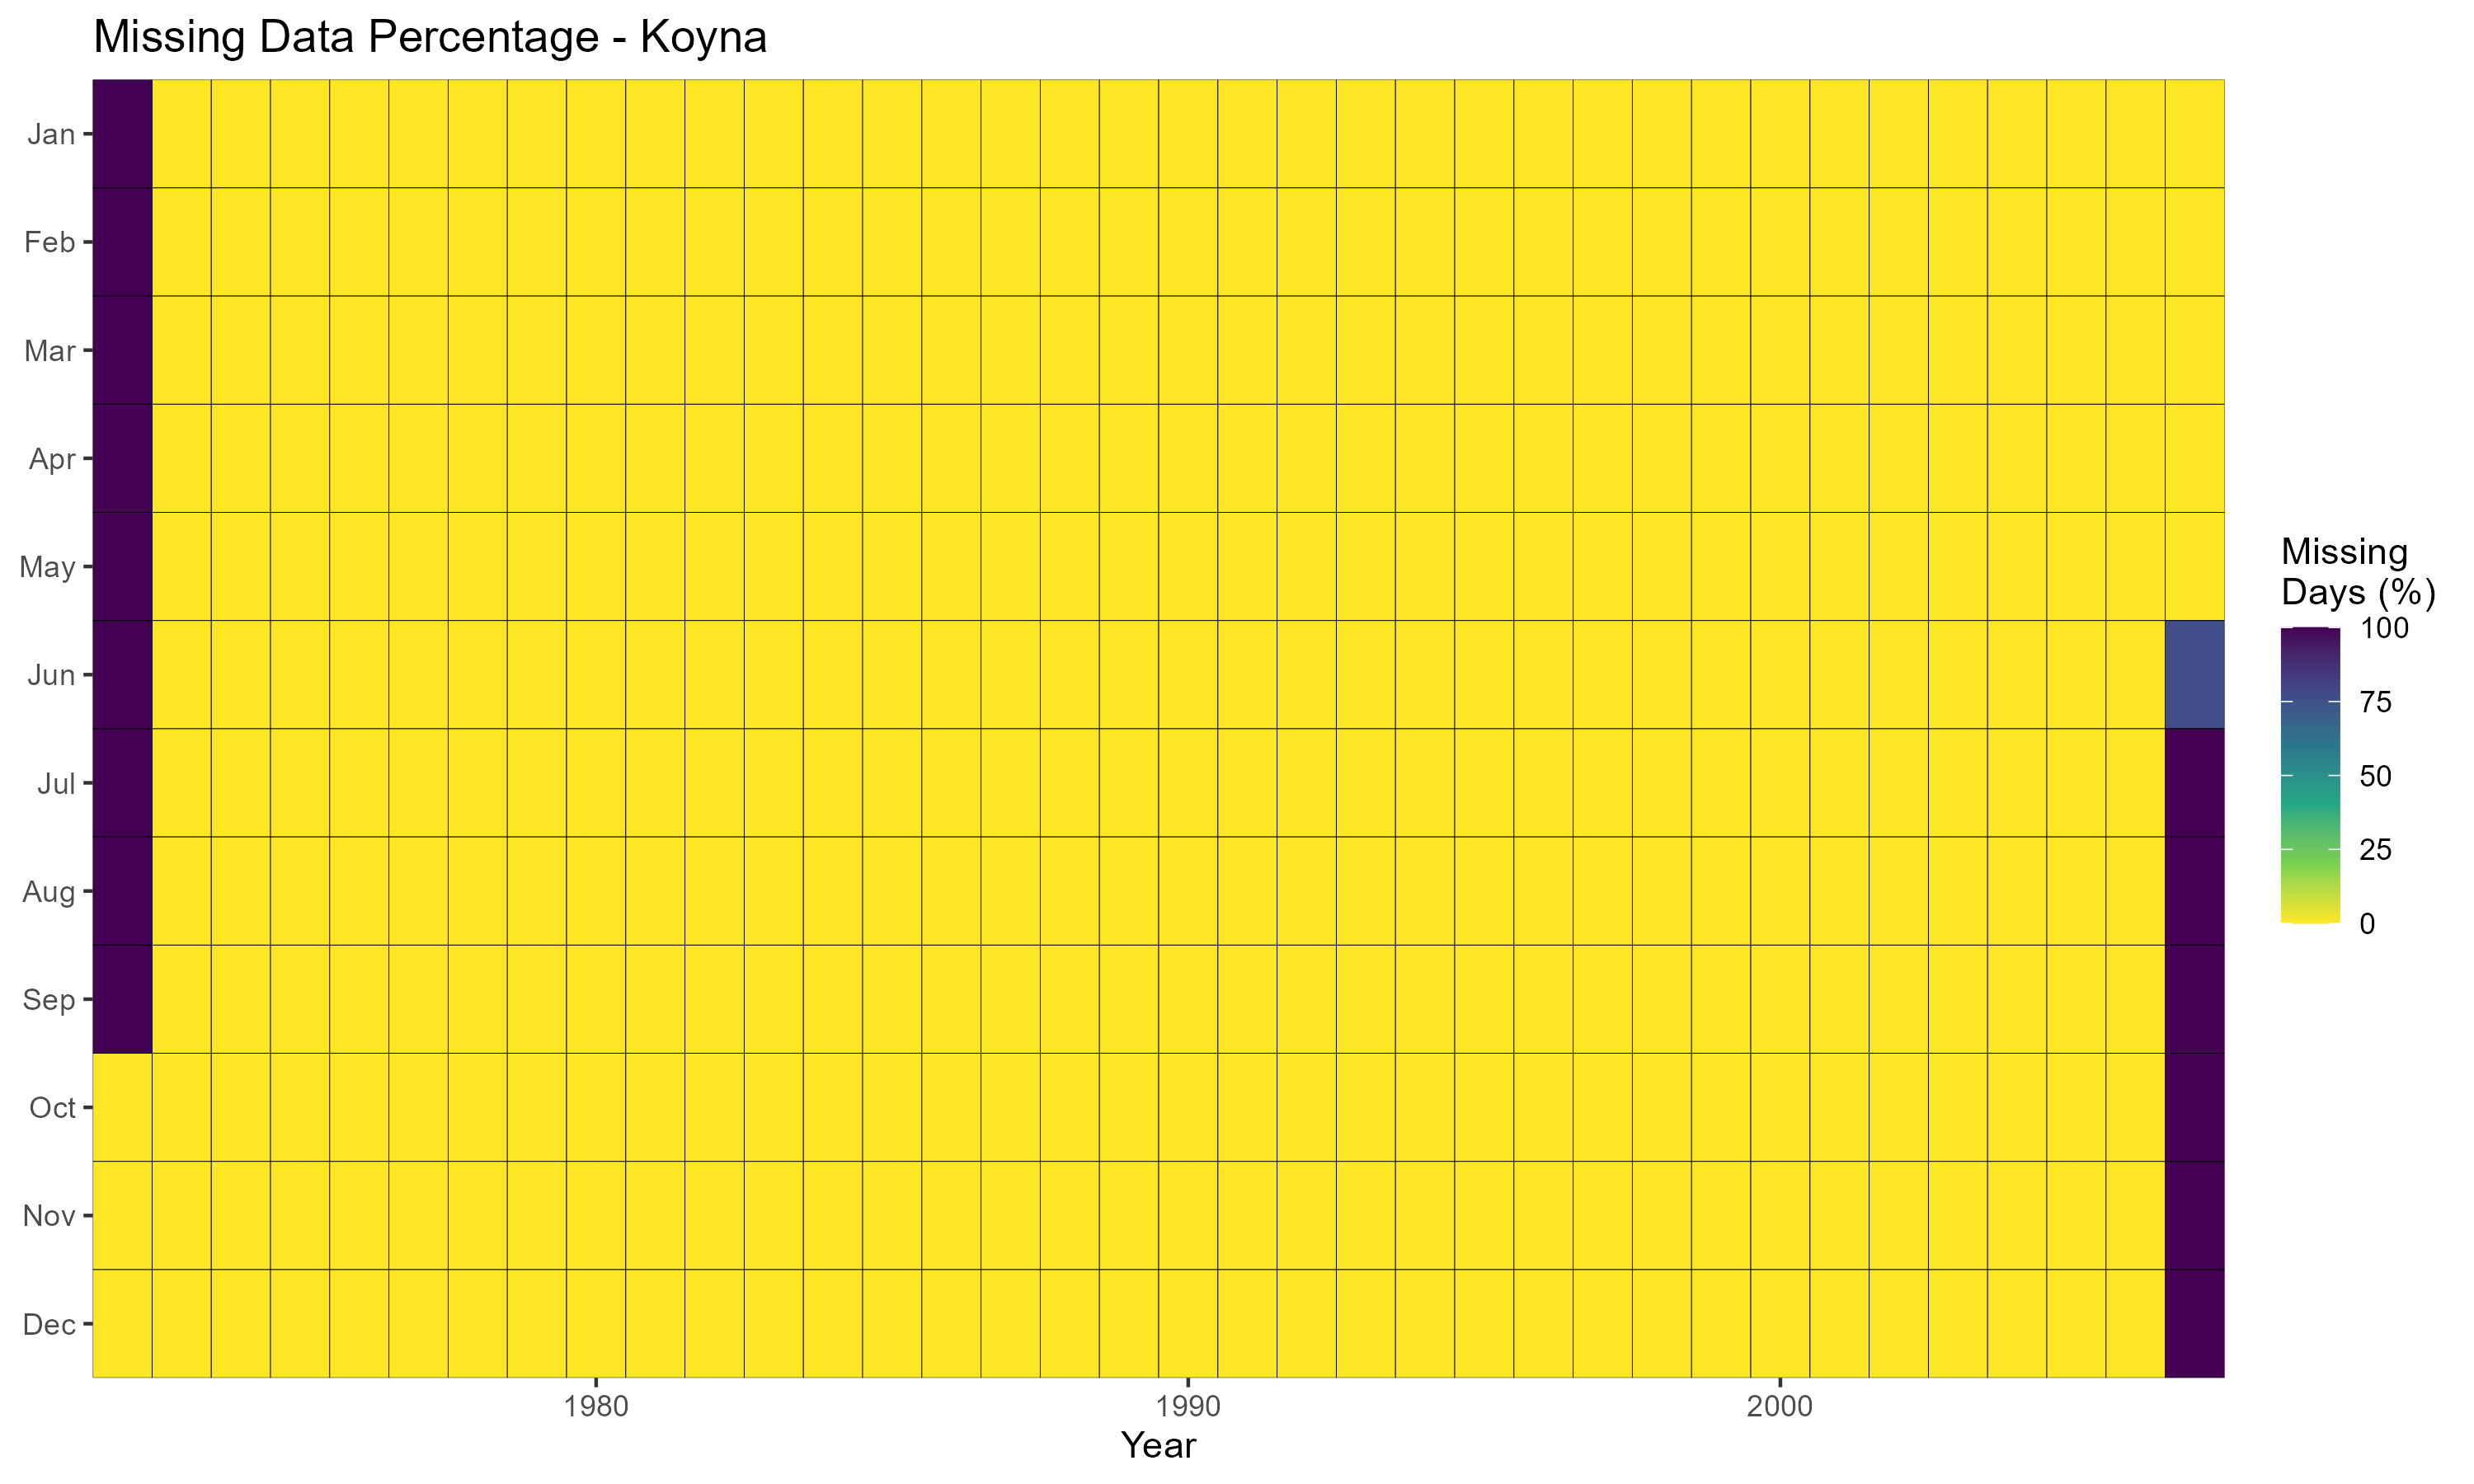 Missing Data Percentage - Koyna
Jan
Feb
Mar
Apr
May
Jun
Jul
Aug
Sep
Oct
Nov
Dec
1980
1990
2000
Year
Missing
Days (%)
100
75
50
25
0